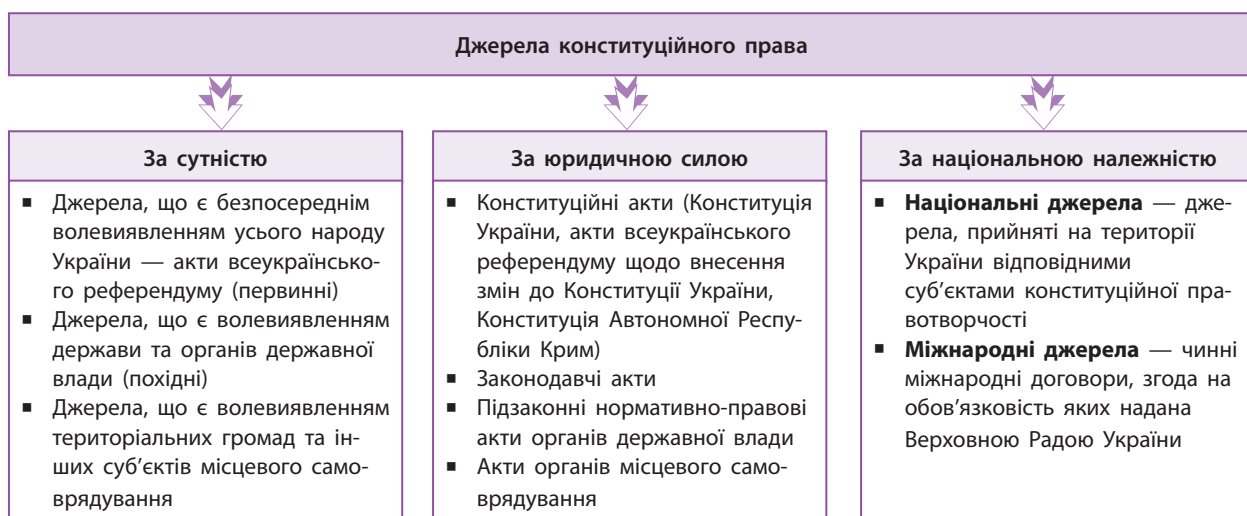 Джерела конституційного права
За сутністю
▪ Джерела, що є безпосереднім
волевиявленням усього народу
України — акти всеукраїнсько-
го референдуму (первинні)
▪ Джерела, що є волевиявленням
держави та органів державної
влади (похідні)
▪ Джерела, що є волевиявленням
територіальних громад та ін-
ших суб’єктів місцевого само-
врядування
За юридичною силою
▪ Конституційні акти (Конституція
України, акти всеукраїнського
референдуму щодо внесення
змін до Конституції України,
Конституція Автономної Респу-
бліки Крим)
▪ Законодавчі акти
▪ Підзаконні нормативно-правові
акти органів державної влади
▪ Акти органів місцевого само-
врядування
За національною належністю
▪ Національні джерела — дже-
рела, прийняті на території
України відповідними
суб’єктами конституційної пра-
вотворчості
▪ Міжнародні джерела — чинні
міжнародні договори, згода на
обов’язковість яких надана
Верховною Радою України